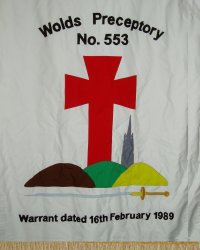 Wolds Preceptory
No. 553
Warrant dated 16th February 1989